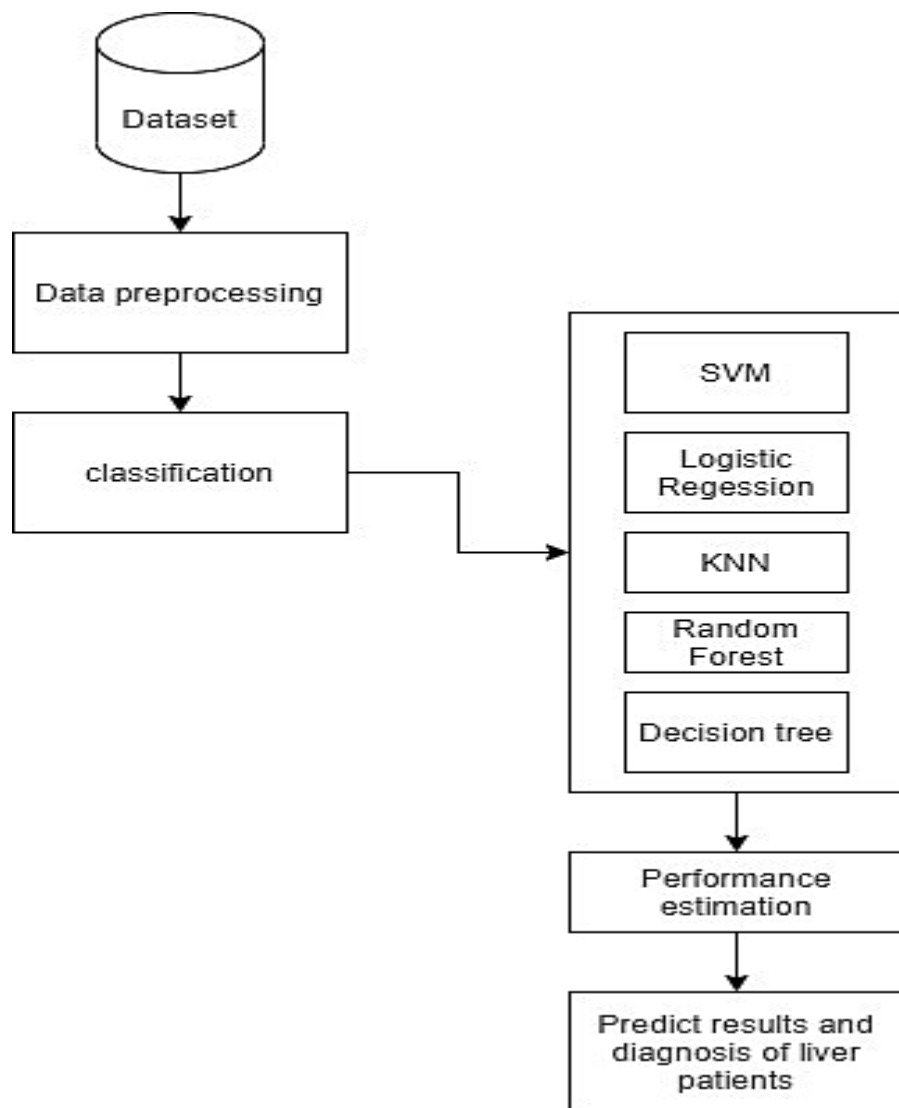 Dataset
Data preprocessing
classification
SVM
Logistic
Regession
KNN
Random
Forest
Decision tree
Performance
estimation
Predict results and
diagnosis of liver
patients